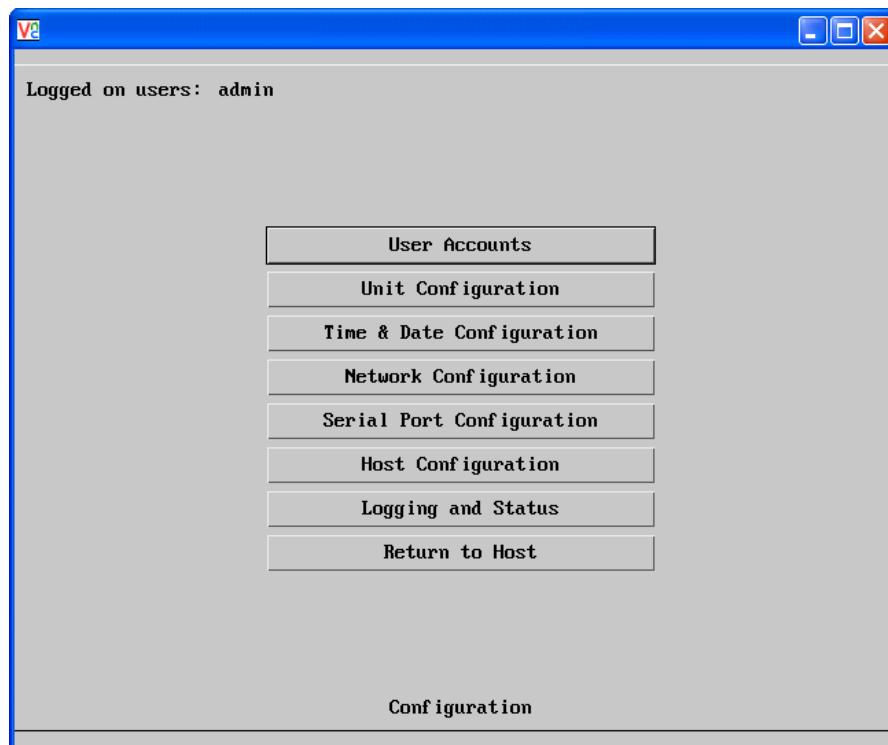 VNC
Logged on users: admin
User Accounts
Unit Configuration
Time & Date Configuration
Network Configuration
Serial Port Configuration
Host Configuration
Logging and Status
Return to Host
Configuration